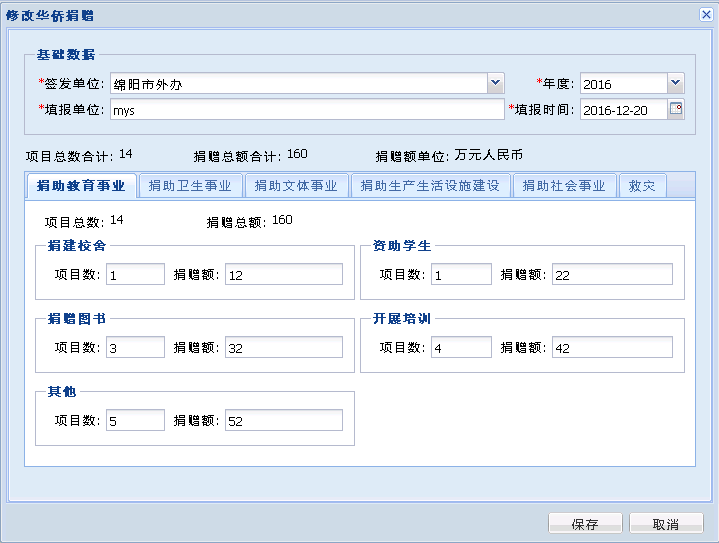 修改华侨捐赠
基础数据
*签发单位: 绵阳市外办 *年度: 2016
*填报单位: mys *填报时间: 2016-12-20
项目总数合计: 14 捐赠总额合计: 160 捐赠额单位: 万元人民币
捐助教育事业 捐助卫生事业 捐助文体事业 捐助生产生活设施建设 捐助社会事业 救灾
项目总数: 14 捐赠总额: 160
捐建校舍 资助学生
项目数: 1 捐赠额: 12 项目数: 1 捐赠额: 22
捐赠图书 开展培训
项目数: 3 捐赠额: 32 项目数: 4 捐赠额: 42
其他
项目数: 5 捐赠额: 52
保存 取消